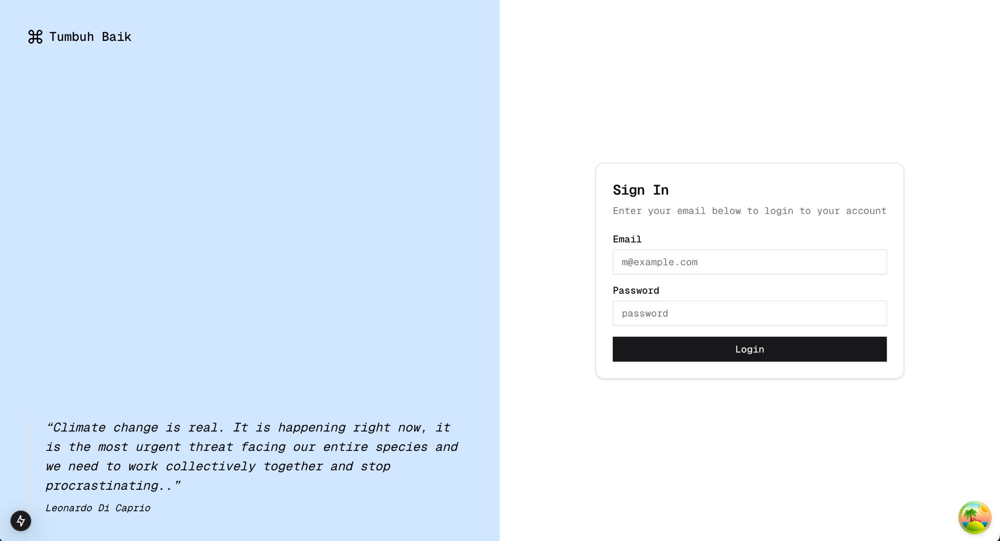 Tumbuh Baik
“Climate change is real. It is happening right now, it
is the most urgent threat facing our entire species and
we need to work collectively together and stop
procrastinating..”
Leonardo Di Caprio
Sign In
Enter your email below to login to your account
Email
m@example.com
Password
password
Login